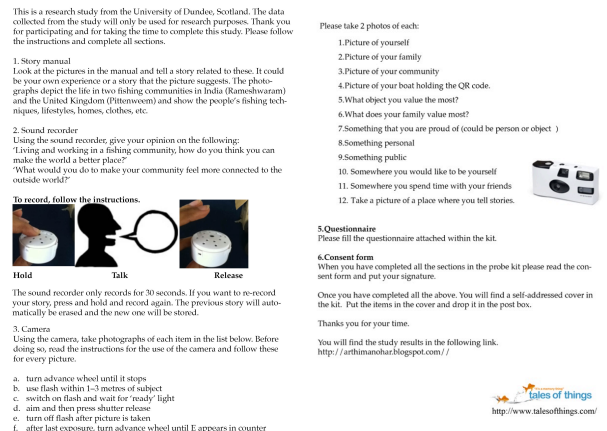 This is a research study from the University of Dundee, Scotland. The data
collected from the study will only be used for research purposes. Thank you
for participating and for taking the time to complete this study. Please follow
the instructions and complete all sections.
1. Story manual
Look at the pictures in the manual and tell a story related to these. It could
be your own experience or a story that the picture suggests. The photo-
graphs depict the life in two fishing communities in India (Rameshwaram)
and the United Kingdom (Pittenweem) and show the people's fishing tech-
niques, lifestyles, homes, clothes, etc.
2. Sound recorder
Using the sound recorder, give your opinion on the following:
'Living and working in a fishing community, how do you think you can
make the world a better place?'
'What would you do to make your community feel more connected to the
outside world?'
To record, follow the instructions.
Hold Talk Release
The sound recorder only records for 30 seconds. If you want to re-record
your story, press and hold and record again. The previous story will auto-
matically be erased and the new one will be stored.
3. Camera
Using the camera, take photographs of each item in the list below. Before
doing so, read the instructions for the use of the camera and follow these
for every picture.
a. turn advance wheel until it stops
b. use flash within 1–3 metres of subject
c. switch on flash and wait for 'ready' light
d. aim and then press shutter release
e. turn off flash after picture is taken
f. after last exposure, turn advance wheel until E appears in counter
Please take 2 photos of each:
1.Picture of yourself
2.Picture of your family
3.Picture of your community
4.Picture of your boat holding the QR code.
5.What object you value the most?
6.What does your family value most?
7.Something that you are proud of (could be person or object )
8.Something personal
9.Something public
10. Somewhere you would like to be yourself
11. Somewhere you spend time with your friends
12. Take a picture of a place where you tell stories.
5.Questionnaire
Please fill the questionnaire attached within the kit.
6.Consent form
When you have completed all the sections in the probe kit please read the con-
sent form and put your signature.
Once you have completed all the above. You will find a self-addressed cover in
the kit. Put the items in the cover and drop it in the post box.
Thanks you for your time.
You will find the study results in the following link.
http://arthimanohar.blogspot.com//
tales of things
http://www.talesofthings.com/